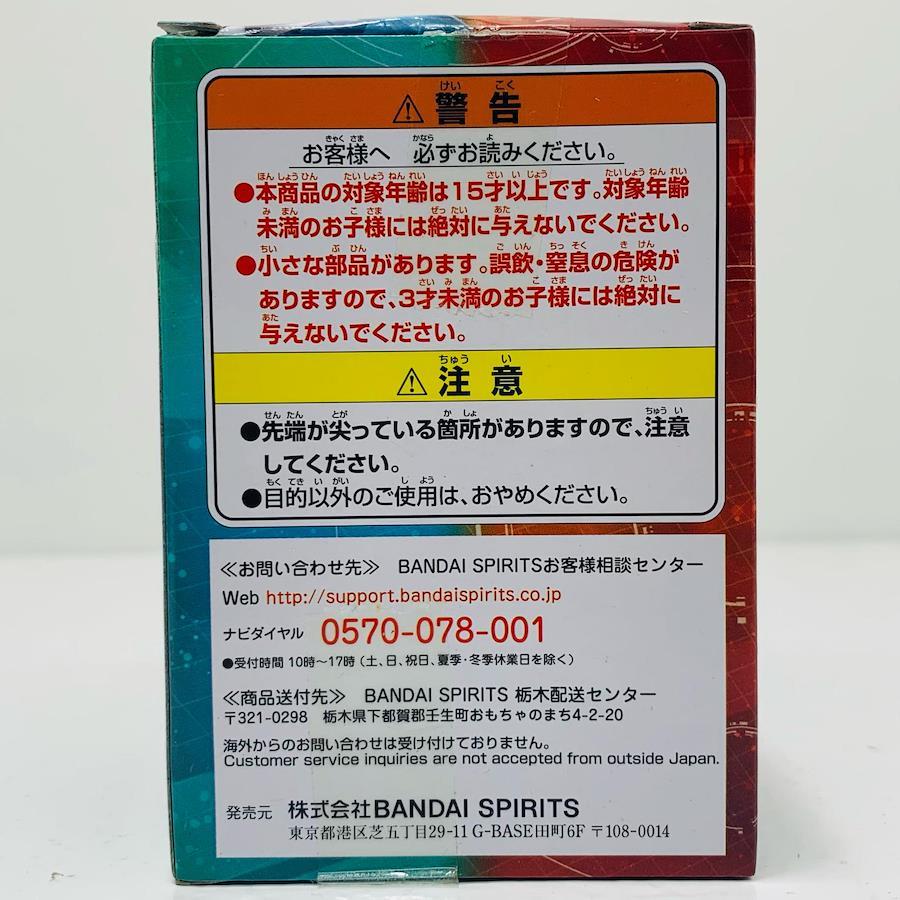 ⚠警告
お客様へ 必ずお読みください。
●本商品の対象年齢は15才以上です。対象年齢
未満のお子様には絶対に与えないでください。
●小さな部品があります。誤飲・窒息の危険が
ありますので、3才未満のお子様には絶対に
与えないでください。
⚠注意
●先端が尖っている箇所がありますので、注意
してください。
●目的以外のご使用は、おやめください。
≪お問い合わせ先≫ BANDAI SPIRITSお客様相談センター
Web http://support.bandaispirits.co.jp
ナビダイヤル 0570-078-001
●受付時間 10時〜17時（土、日、祝日、夏季・冬季休業日を除く）
≪商品送付先≫ BANDAI SPIRITS 栃木配送センター
〒321-0298 栃木県下都賀郡壬生町おもちゃのまち4-2-20
海外からのお問い合わせは受け付けておりません。
Customer service inquiries are not accepted from outside Japan.
発売元 株式会社BANDAI SPIRITS
東京都港区芝五丁目29-11 G-BASE田町6F 〒108-0014